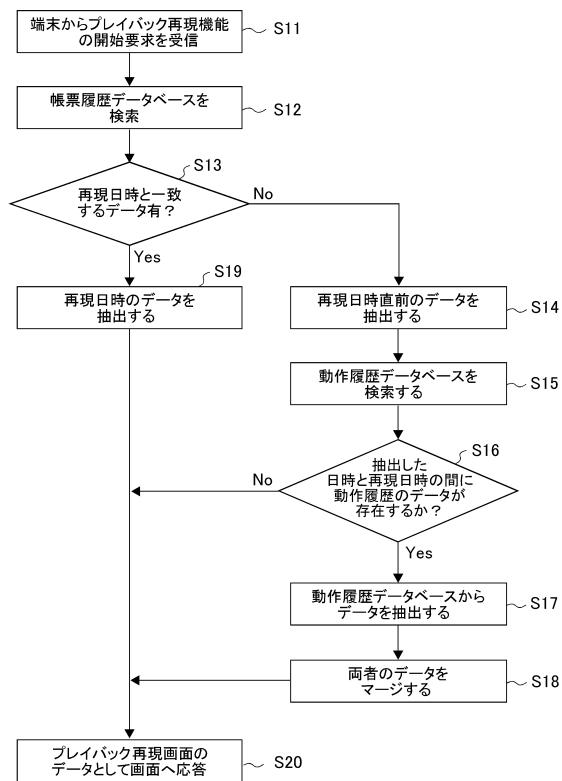 端末からプレイバック再現機能
の開始要求を受信
S11
帳票履歴データベースを
検索
S12
S13
再現日時と一致
するデータ有？
No
Yes
S19
再現日時のデータを
抽出する
再現日時直前のデータを
抽出する
S14
動作履歴データベースを
検索する
S15
S16
抽出した
日時と再現日時の間に
動作履歴のデータが
存在するか？
No
Yes
動作履歴データベースから
データを抽出する
S17
両者のデータを
マージする
S18
プレイバック再現画面の
データとして画面へ応答
S20